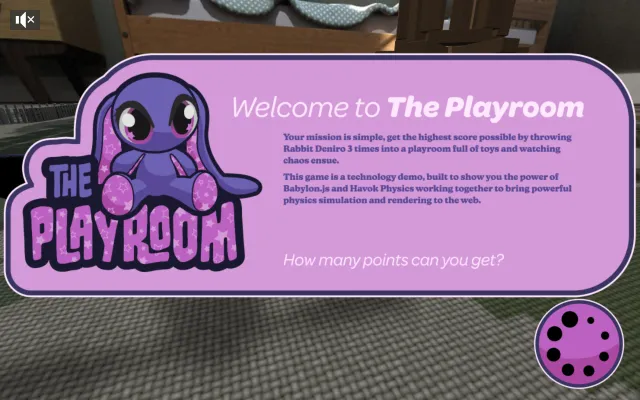 Welcome to The Playroom
Your mission is simple, get the highest score possible by throwing
Rabbit Deniro 3 times into a playroom full of toys and watching
chaos ensue.
This game is a technology demo, built to show you the power of
Babylon.js and Havok Physics working together to bring powerful
physics simulation and rendering to the web.
THE
PLAYROOM
How many points can you get?